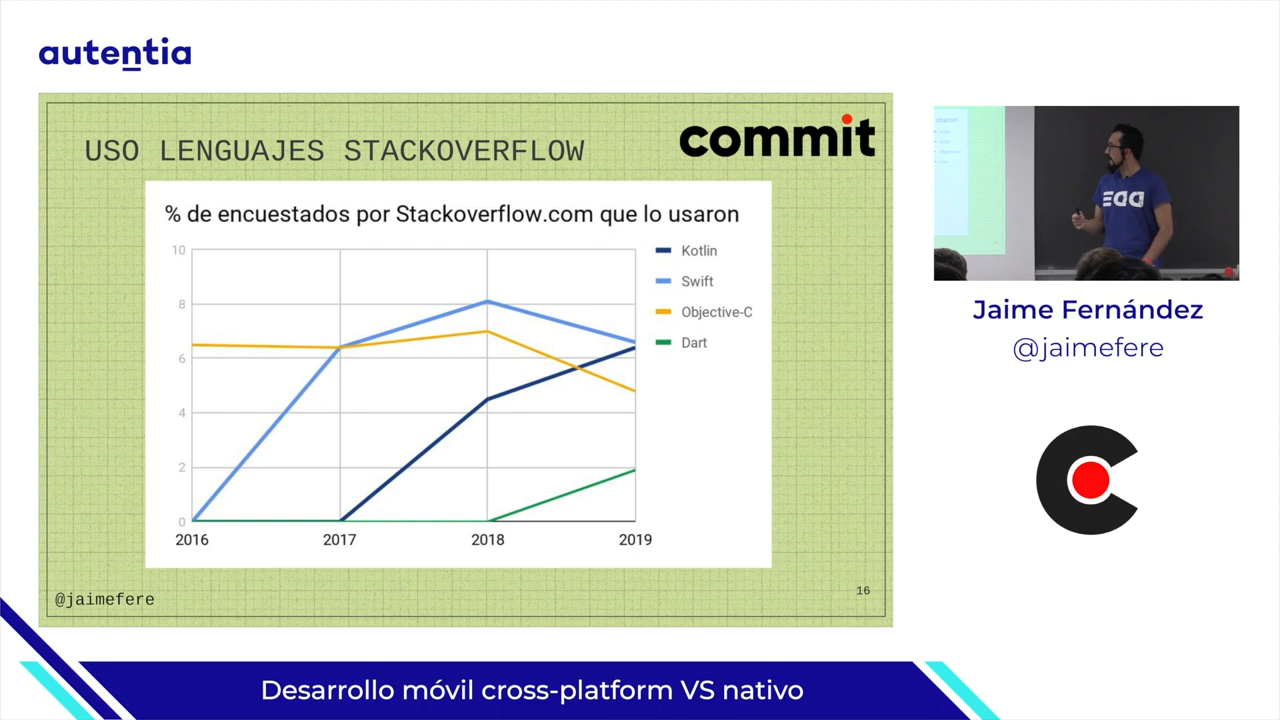 autentia
USO LENGUAJES STACKOVERFLOW
commit
% de encuestados por Stackoverflow.com que lo usaron
10
8
6
4
2
0
2016
2017
2018
2019
Kotlin
Swift
Objective-C
Dart
@jaimefere
16
Jaime Fernández
@jaimefere
Desarrollo móvil cross-platform VS nativo